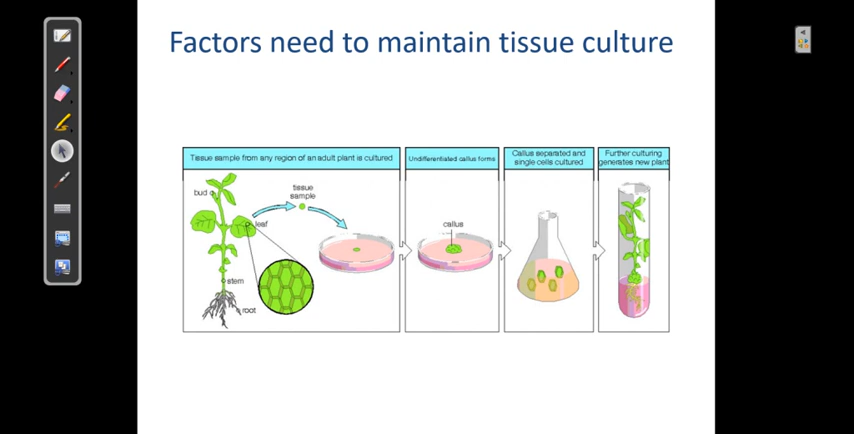 Factors need to maintain tissue culture
Tissue sample from any region of an adult plant is cultured
Undifferentiated callus forms
Callus separated and
single cells cultured
Further culturing
generates new plant
bud
tissue
sample
leaf
callus
stem
root